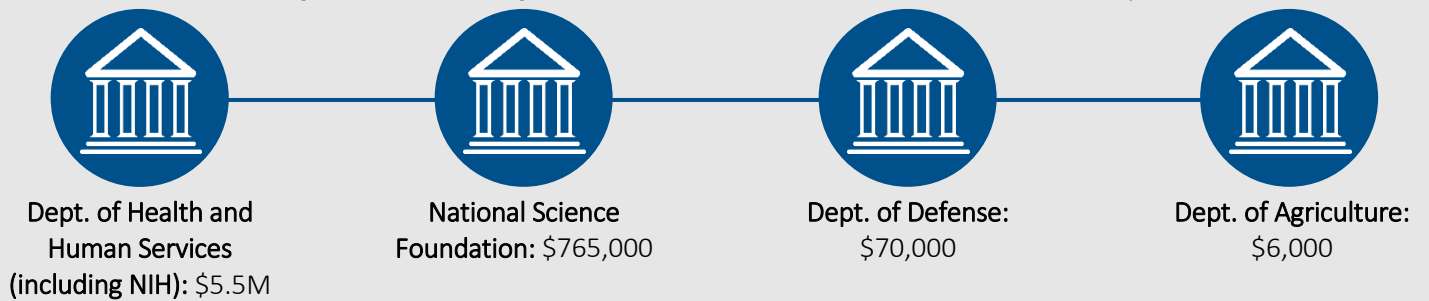 Dept. of Health and
Human Services
(including NIH): $5.5M
National Science
Foundation: $765,000
Dept. of Defense:
$70,000
Dept. of Agriculture:
$6,000